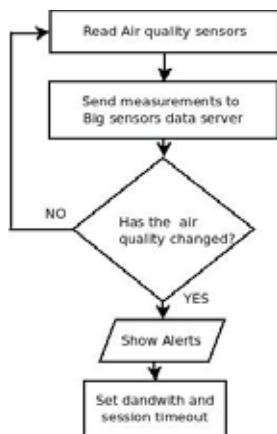 Read Air quality sensors
Send measurements to
Big sensors data server
NO
Has the air
quality changed?
YES
Show Alerts
Set dandwith and
session timeout